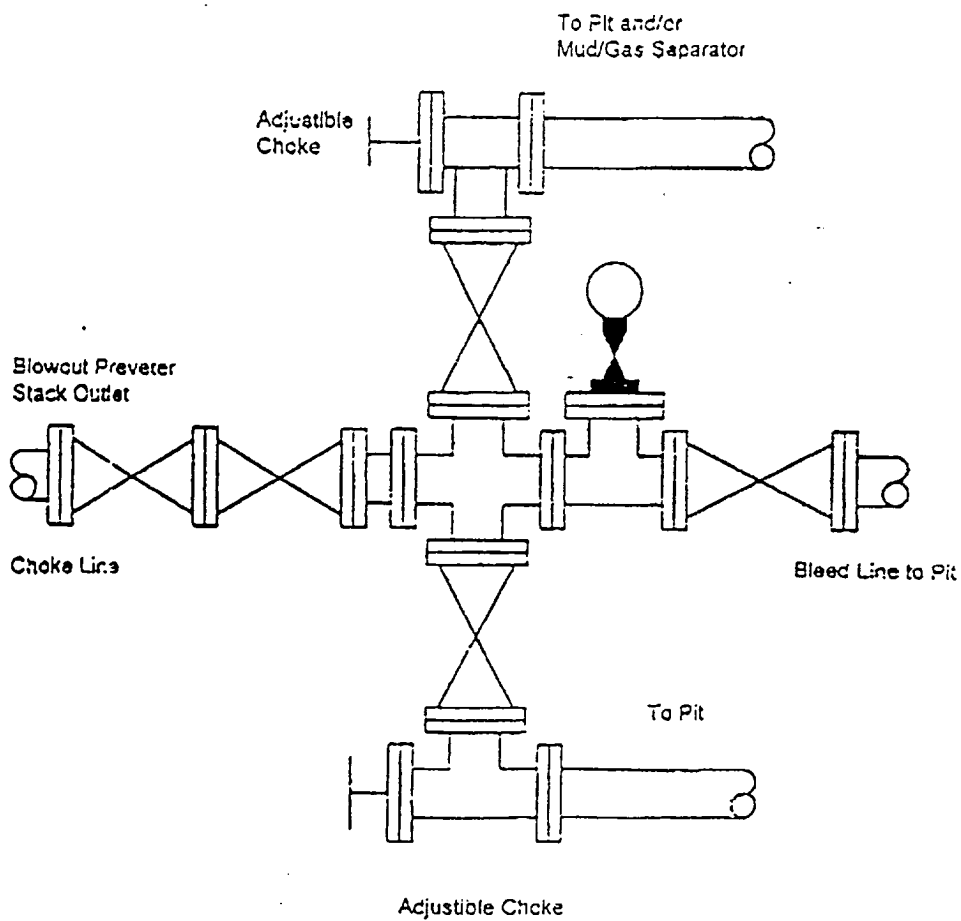 To Pit and/or
Mud/Gas Separator
Adjustible
Choke
Blowout Preveter
Stack Outlet
Choke Line
Bleed Line to Pit
To Pit
Adjustible Choke